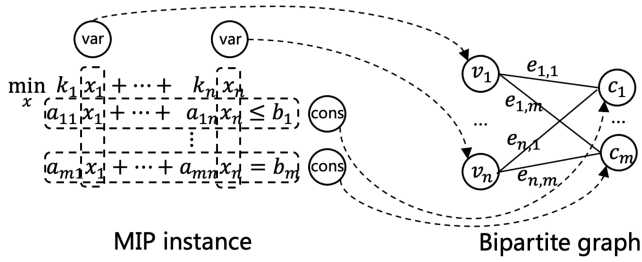 var var
min x k₁ x₁ + ⋯ + kₙ xₙ
a₁₁ x₁ + ⋯ + a₁ₙ xₙ ≤ b₁ cons
⋮
aₘ₁ x₁ + ⋯ + aₘₙ xₙ = bₘ cons
MIP instance
v₁ e₁,₁ c₁
e₁,ₘ
... ...
eₙ,₁ cₘ
vₙ eₙ,ₘ
Bipartite graph